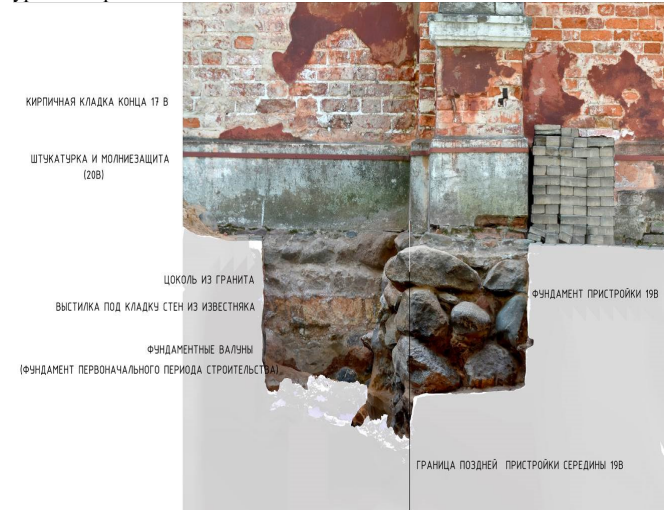 КИРПИЧНАЯ КЛАДКА КОНЦА 17 В
ШТУКАТУРКА И МОЛНИЕЗАЩИТА
(20В)
ЦОКОЛЬ ИЗ ГРАНИТА
ВЫСТИЛКА ПОД КЛАДКУ СТЕН ИЗ ИЗВЕСТНЯКА
ФУНДАМЕНТ ПРИСТРОЙКИ 19В
ФУНДАМЕНТНЫЕ ВАЛУНЫ
(ФУНДАМЕНТ ПЕРВОНАЧАЛЬНОГО ПЕРИОДА СТРОИТЕЛЬСТВА)
ГРАНИЦА ПОЗДНЕЙ ПРИСТРОЙКИ СЕРЕДИНЫ 19В